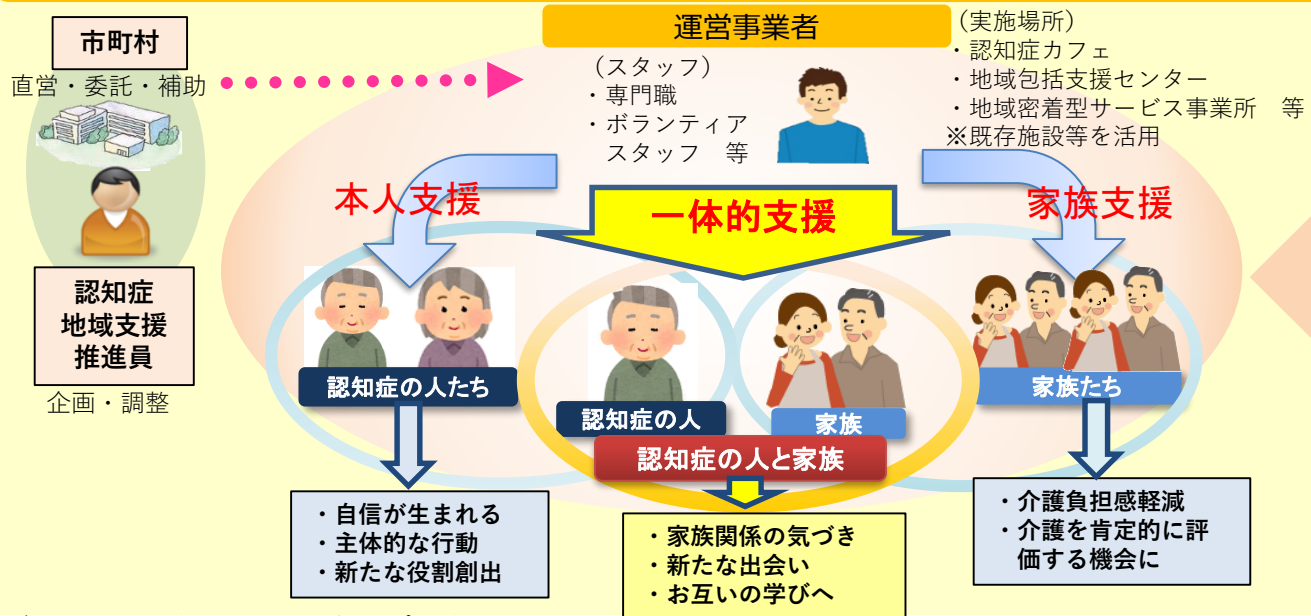 市町村
直営・委託・補助
認知症
地域支援
推進員
企画・調整
運営事業者
(スタッフ)
・専門職
・ボランティア
スタッフ 等
(実施場所)
・認知症カフェ
・地域包括支援センター
・地域密着型サービス事業所 等
※既存施設等を活用
本人支援
一体的支援
家族支援
認知症の人たち
認知症の人
家族
認知症の人と家族
家族たち
・自信が生まれる
・主体的な行動
・新たな役割創出
・家族関係の気づき
・新たな出会い
・お互いの学びへ
・介護負担感軽減
・介護を肯定的に評
価する機会に